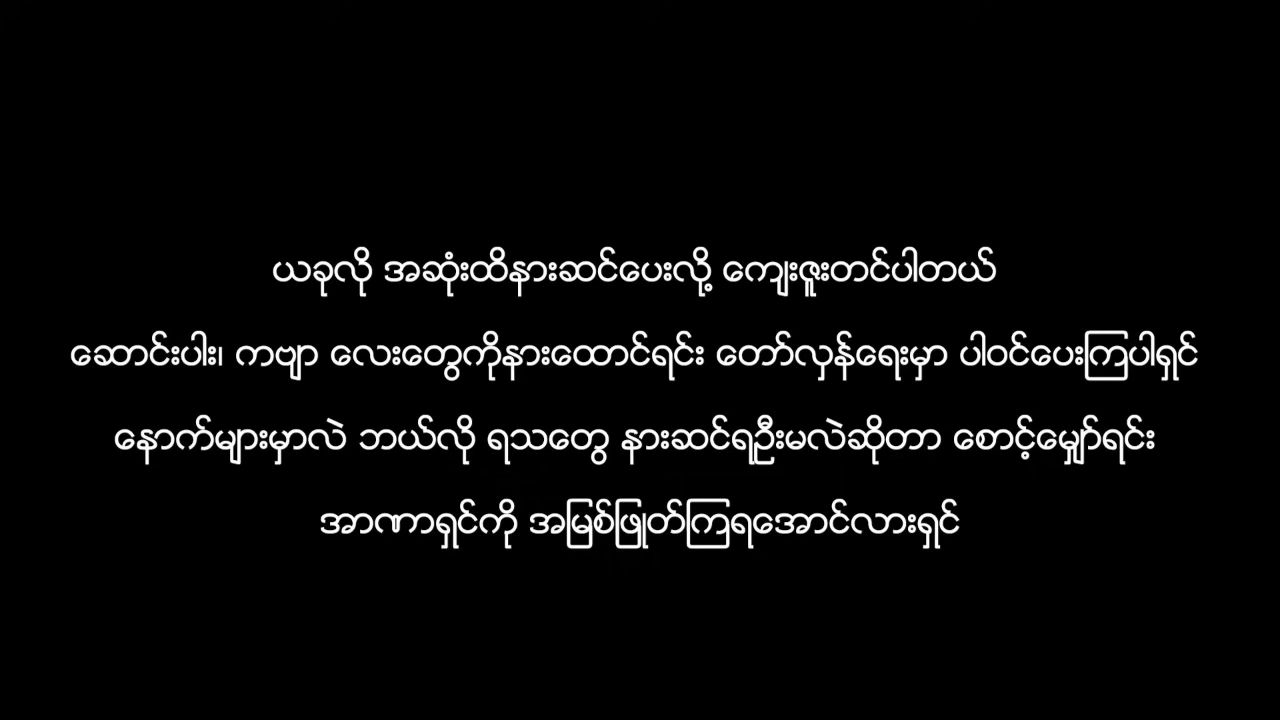 ယခုလို အဆုံးထိနားဆင်ပေးလို့ ကျေးဇူးတင်ပါတယ်
ဆောင်းပါး၊ ကဗျာ လေးတွေကိုနားထောင်ရင်း တော်လှန်ရေးမှာ ပါဝင်ပေးကြပါရှင်
နောက်များမှာလဲ ဘယ်လို ရသတွေ နားဆင်ရဦးမလဲဆိုတာ စောင့်မျှော်ရင်း
အာဏာရှင်ကို အမြစ်ဖြုတ်ကြရအောင်လားရှင်